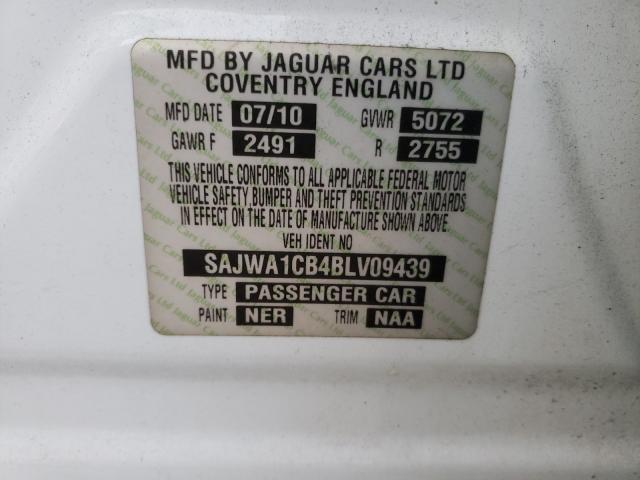 MFD BY JAGUAR CARS LTD
COVENTRY ENGLAND
MFD DATE 07/10 GVWR 5072
GAWR F 2491 R 2755
THIS VEHICLE CONFORMS TO ALL APPLICABLE FEDERAL MOTOR
VEHICLE SAFETY, BUMPER AND THEFT PREVENTION STANDARDS
IN EFFECT ON THE DATE OF MANUFACTURE SHOWN ABOVE.
VEH IDENT NO
SAJWA1CB4BLV09439
TYPE PASSENGER CAR
PAINT NER TRIM NAA